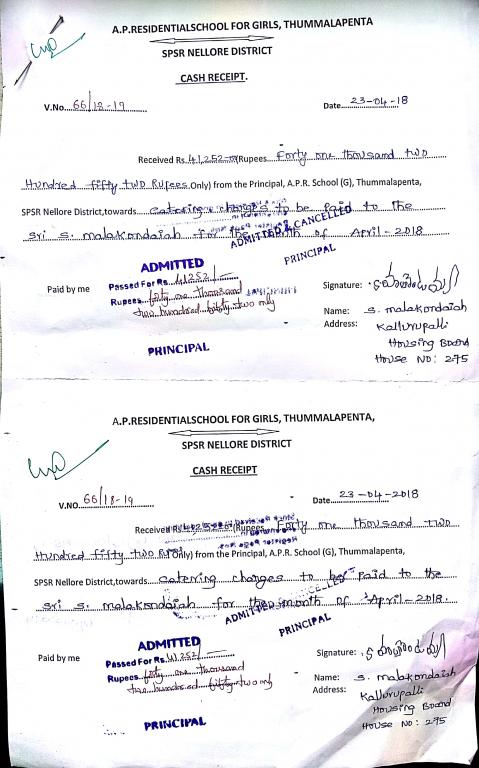 A.P.RESIDENTIALSCHOOL FOR GIRLS, THUMMALAPENTA
SPSR NELLORE DISTRICT
CASH RECEIPT.
V.No....66/18-19
Date....23-04-18
Received Rs.41,252-00(Rupees Forty one thousand two
Hundred fifty two Rupees Only) from the Principal, A.P.R. School (G), Thummalapenta,
SPSR Nellore District,towards catering charges to be Paid to the
Sri S. malakondaiah for the month of April-2018
ADMITTED & CANCELLED
PRINCIPAL
ADMITTED
Paid by me
Passed For Rs. 41252/-
Rupees forty one thousand
two hundred fifty two only
PRINCIPAL
Signature:
Name: S. malakondaiah
Address: Kallurupalli
Housing Board
House NO: 275
A.P.RESIDENTIALSCHOOL FOR GIRLS, THUMMALAPENTA,
SPSR NELLORE DISTRICT
CASH RECEIPT
V.NO....66/18-19
Date....23-04-2018
Received Rs. (Rupees Forty one thousand two
Hundred fifty two Only) from the Principal, A.P.R. School (G), Thummalapenta,
SPSR Nellore District,towards catering charges to be Paid to the
Sri S. malakondaiah for the month of April-2018.
ADMITTED & CANCELLED
PRINCIPAL
ADMITTED
Paid by me
Passed For Rs. 41252/-
Rupees forty one thousand
two hundred fifty two only
PRINCIPAL
Signature:
Name: S. malakondaiah
Address: Kallurupalli
Housing Board
House NO: 275